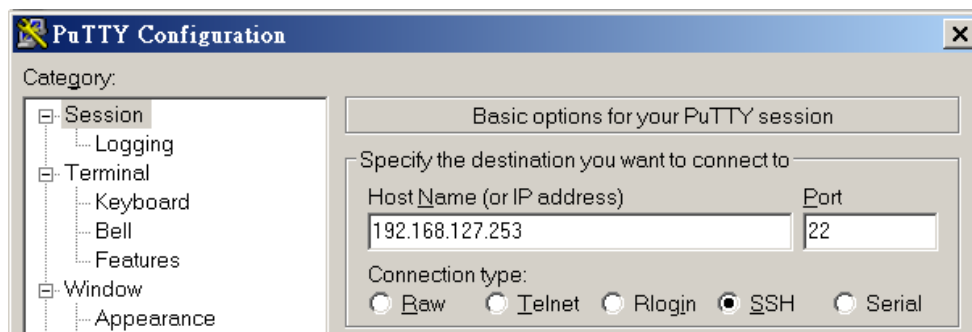 PuTTY Configuration
Category:
Session
Logging
Terminal
Keyboard
Bell
Features
Window
Appearance
Basic options for your PuTTY session
Specify the destination you want to connect to
Host Name (or IP address)
Port
192.168.127.253
22
Connection type:
Raw
Telnet
Rlogin
SSH
Serial